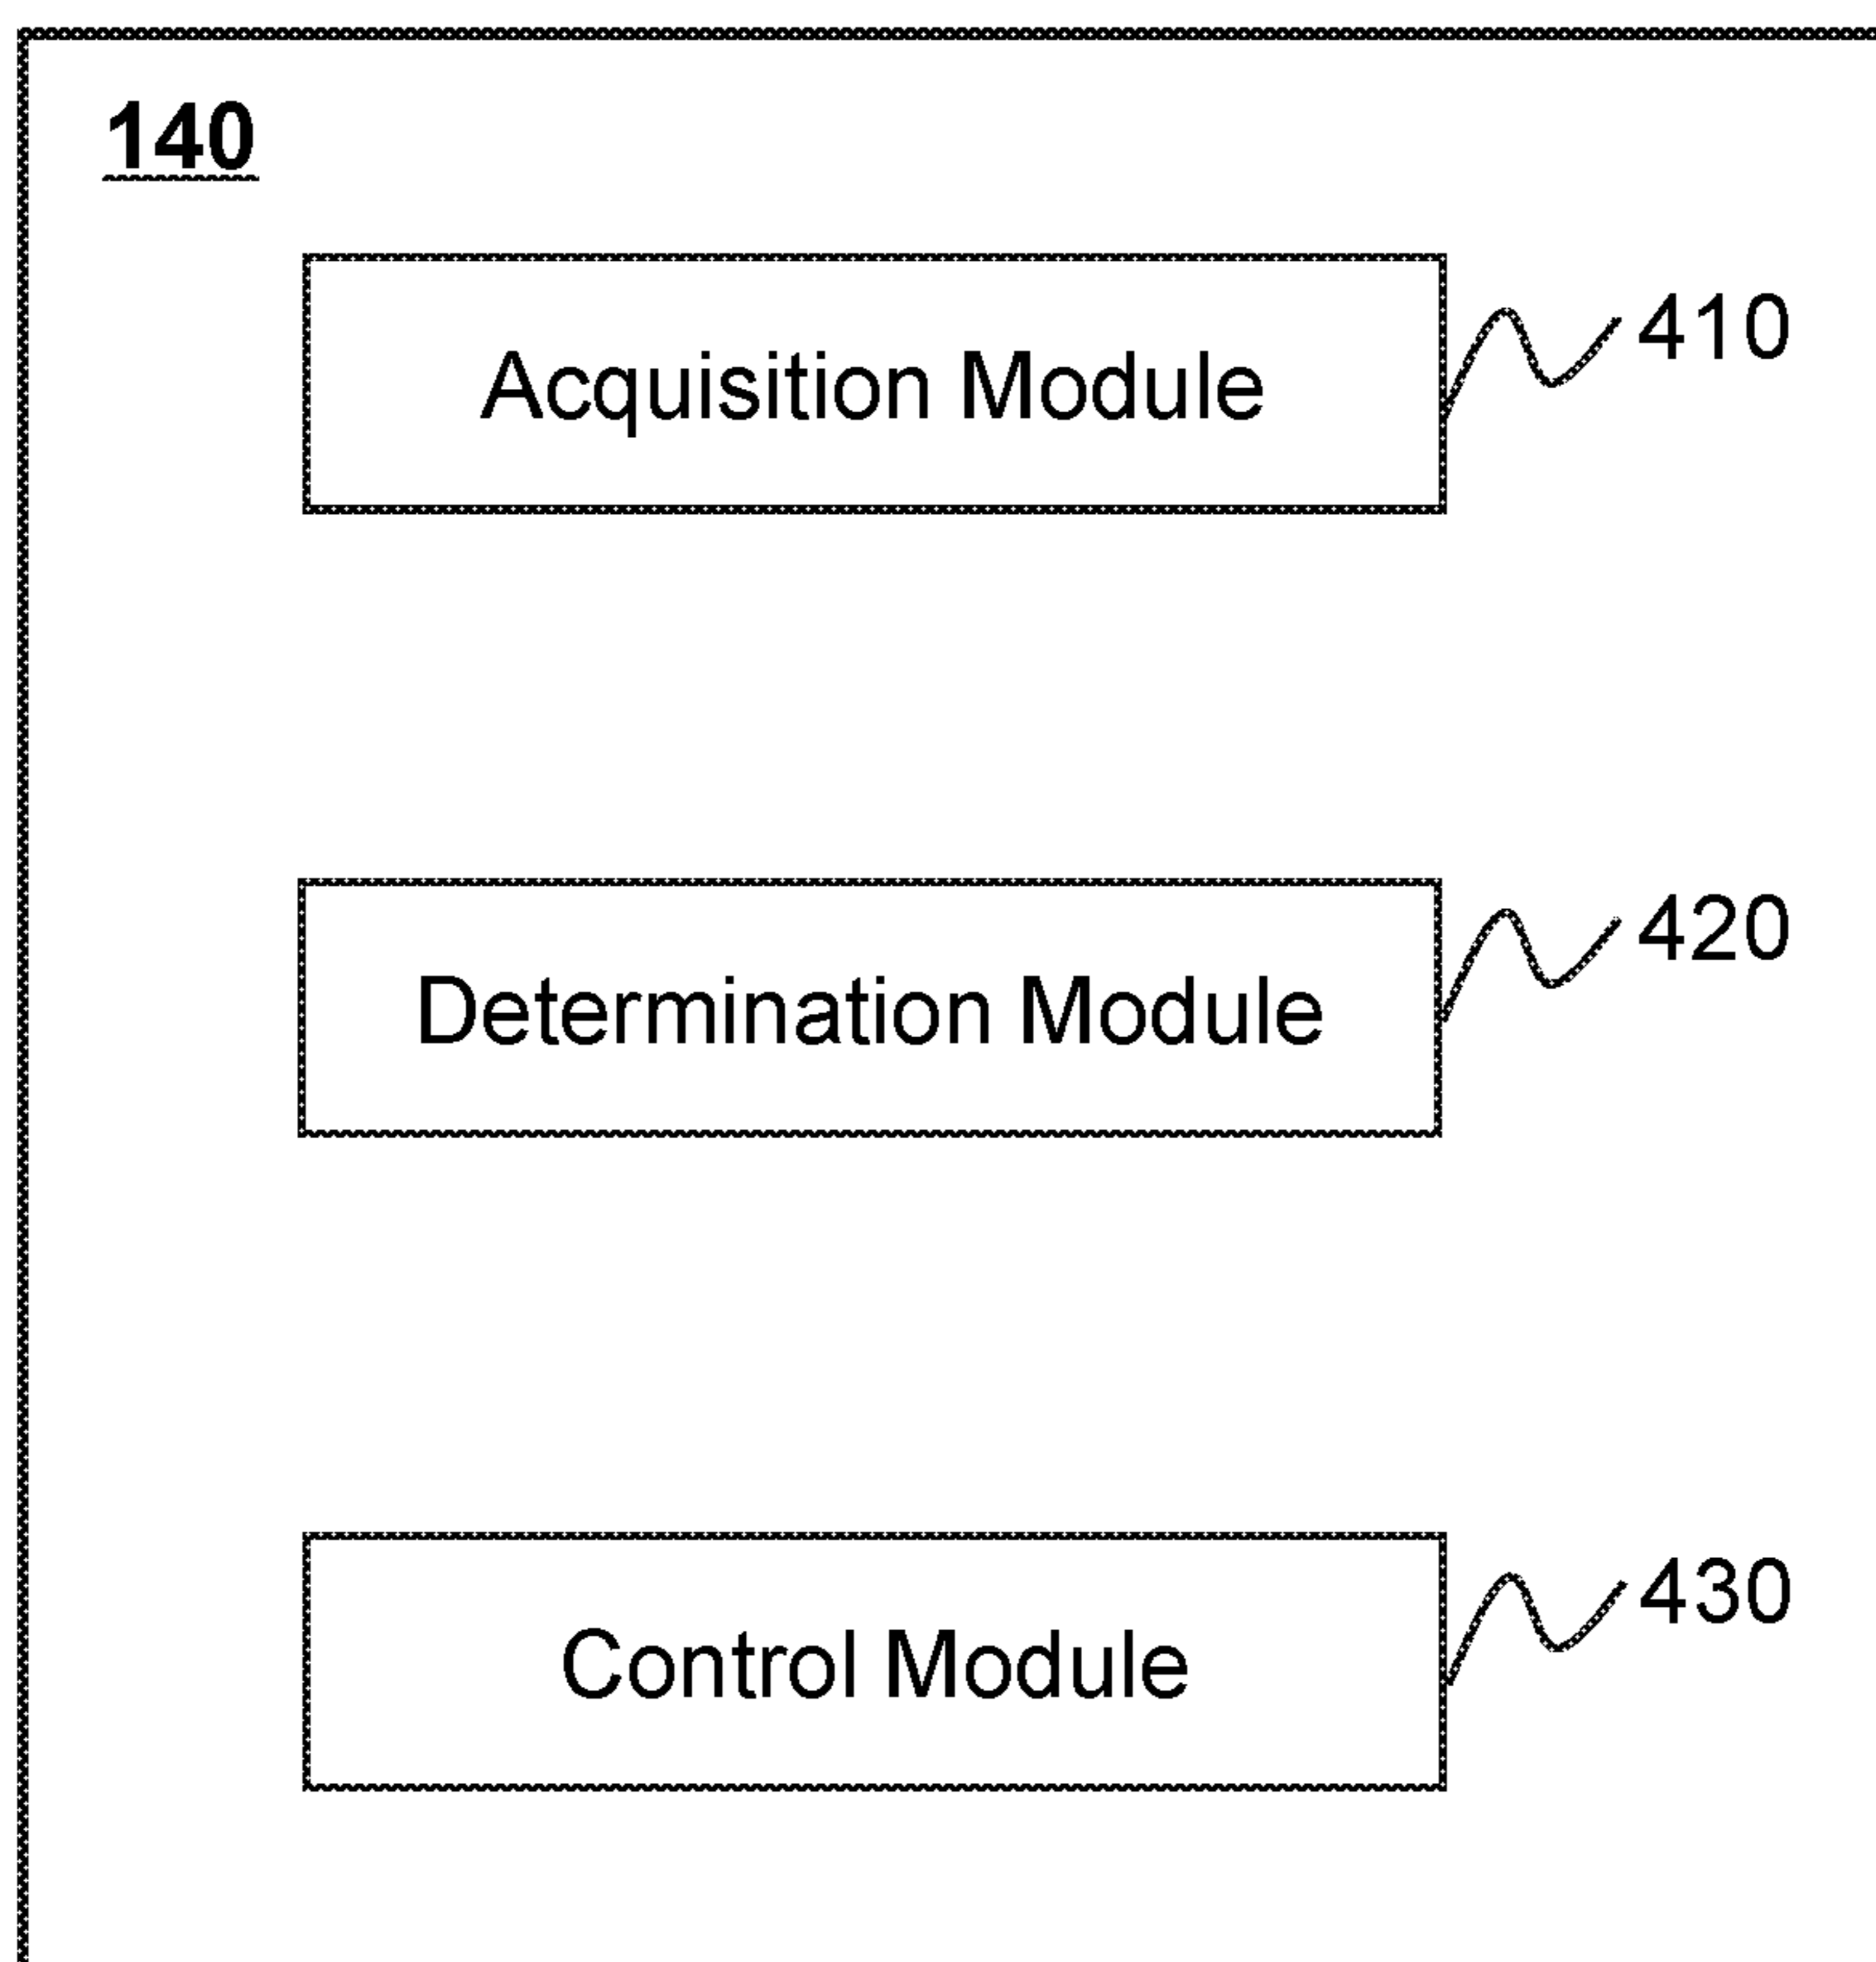 140
Acquisition Module
410
Determination Module
420
Control Module
430